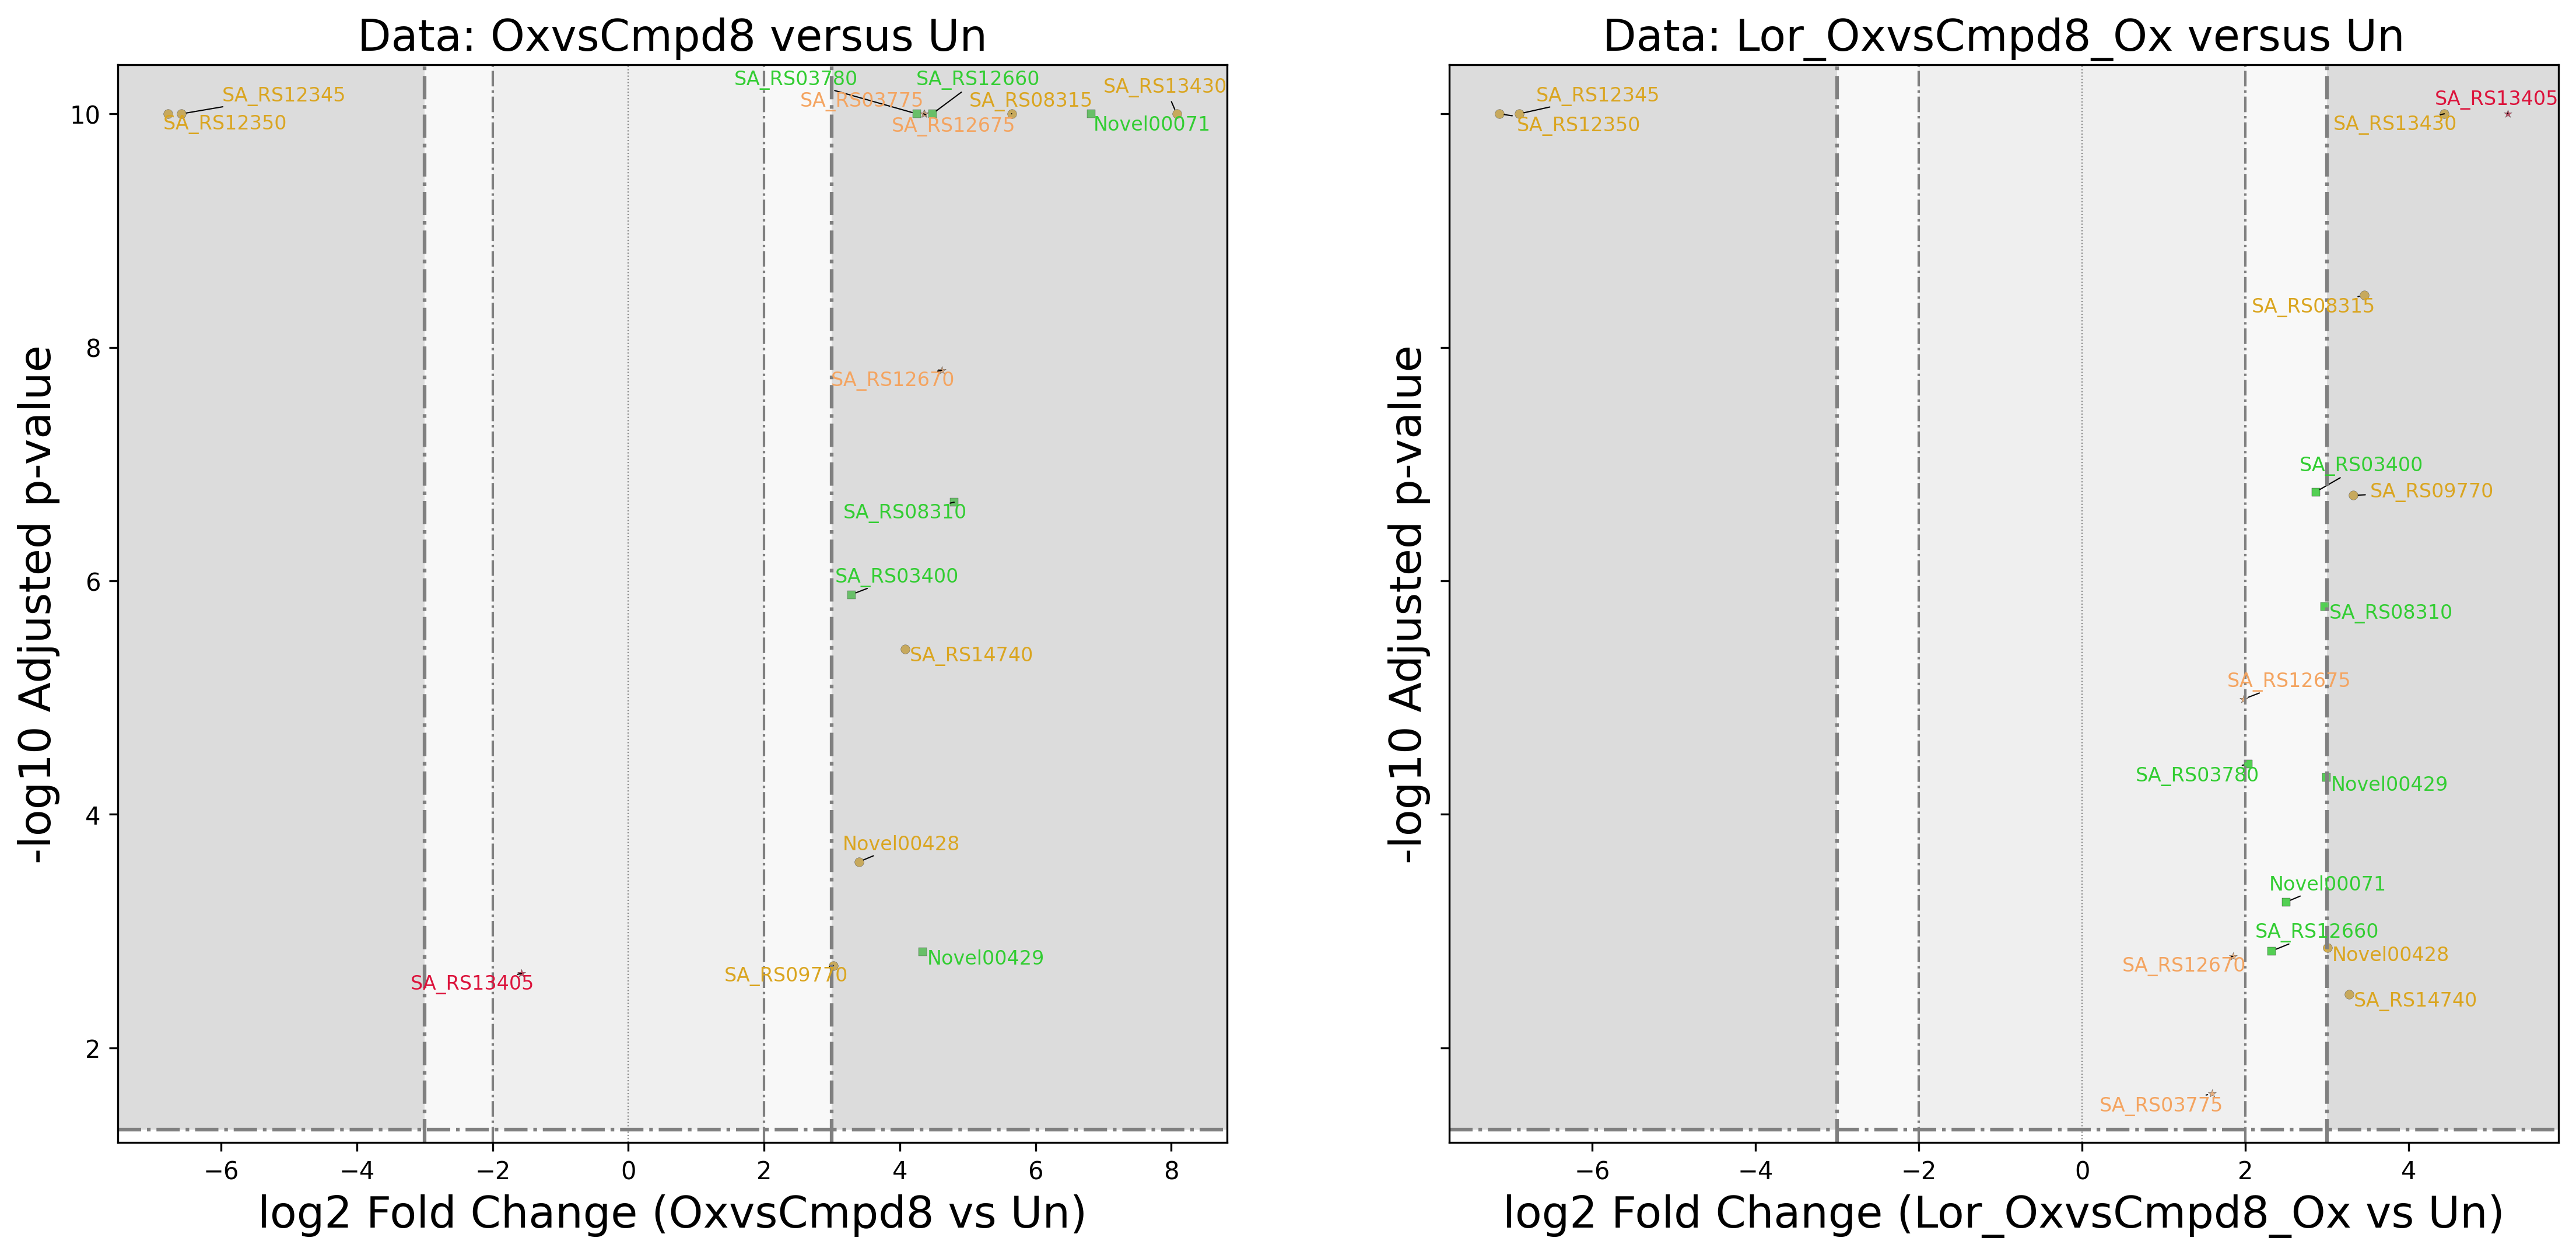 Data: OxvsCmpd8 versus Un
SA_RS03780
SA_RS12660
SA_RS13430
SA_RS12345
SA_RS03775
SA_RS08315
SA_RS12350
SA_RS12675
Novel00071
SA_RS12670
SA_RS08310
SA_RS03400
SA_RS14740
Novel00428
Novel00429
SA_RS09770
SA_RS13405
10
8
6
4
2
-log10 Adjusted p-value
−6 −4 −2 0 2 4 6 8
log2 Fold Change (OxvsCmpd8 vs Un)
Data: Lor_OxvsCmpd8_Ox versus Un
SA_RS12345
SA_RS13405
SA_RS12350
SA_RS13430
SA_RS08315
SA_RS03400
SA_RS09770
SA_RS08310
SA_RS12675
SA_RS03780
Novel00429
Novel00071
SA_RS12660
Novel00428
SA_RS12670
SA_RS14740
SA_RS03775
-log10 Adjusted p-value
−6 −4 −2 0 2 4
log2 Fold Change (Lor_OxvsCmpd8_Ox vs Un)